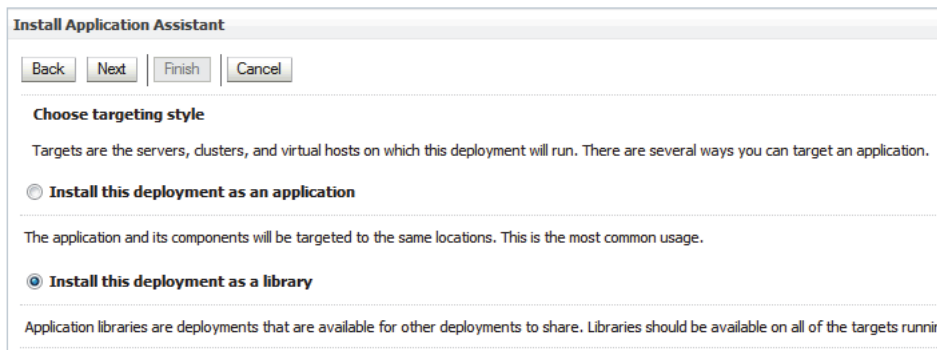 Install Application Assistant
Back Next Finish Cancel
Choose targeting style
Targets are the servers, clusters, and virtual hosts on which this deployment will run. There are several ways you can target an application.
Install this deployment as an application
The application and its components will be targeted to the same locations. This is the most common usage.
Install this deployment as a library
Application libraries are deployments that are available for other deployments to share. Libraries should be available on all of the targets